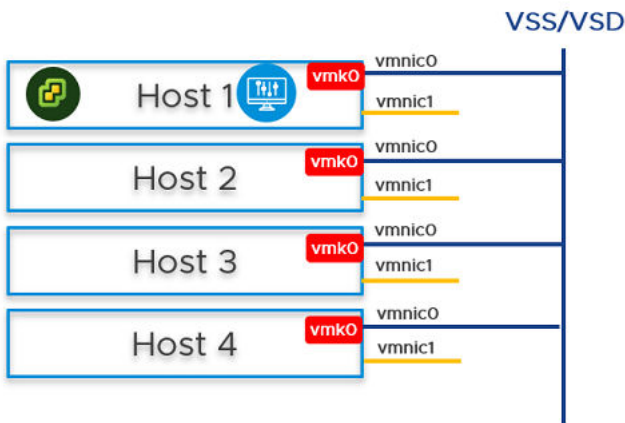 VSS/VSD
Host 1
vmk0
vmnic0
vmnic1
Host 2
vmk0
vmnic0
vmnic1
Host 3
vmk0
vmnic0
vmnic1
Host 4
vmk0
vmnic0
vmnic1